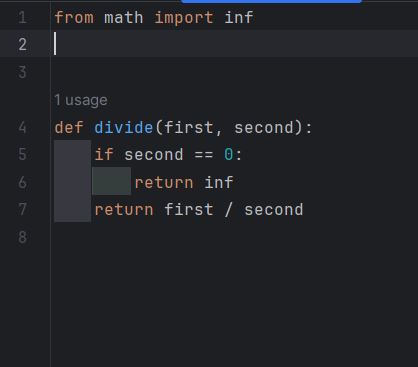 1 from math import inf
2
3
1 usage
4 def divide(first, second):
5     if second == 0:
6         return inf
7     return first / second
8